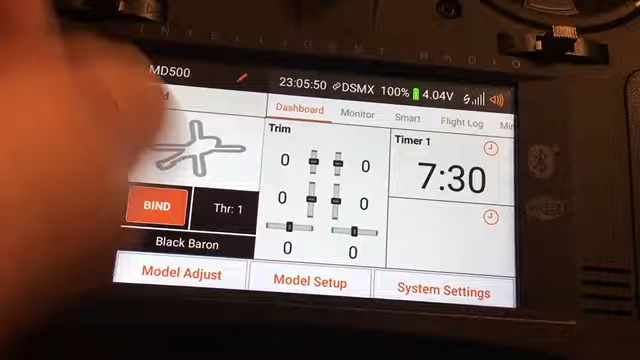 INTELLIGENT RADIO
MD500
23:05:50 DSMX 100% 4.04V
Dashboard Monitor Smart Flight Log
Trim
Timer 1
0 0
7:30
0 0
BIND
Thr: 1
Black Baron
0 0
Model Adjust Model Setup System Settings